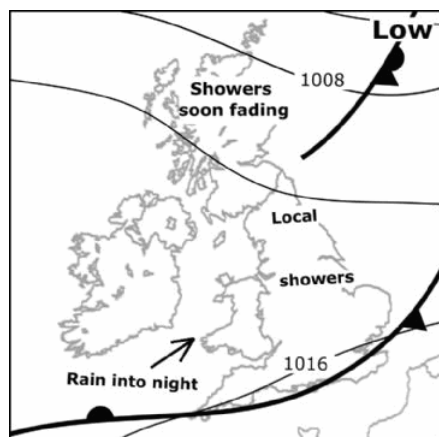 Low
1008
Showers
soon fading
Local
showers
1016
Rain into night